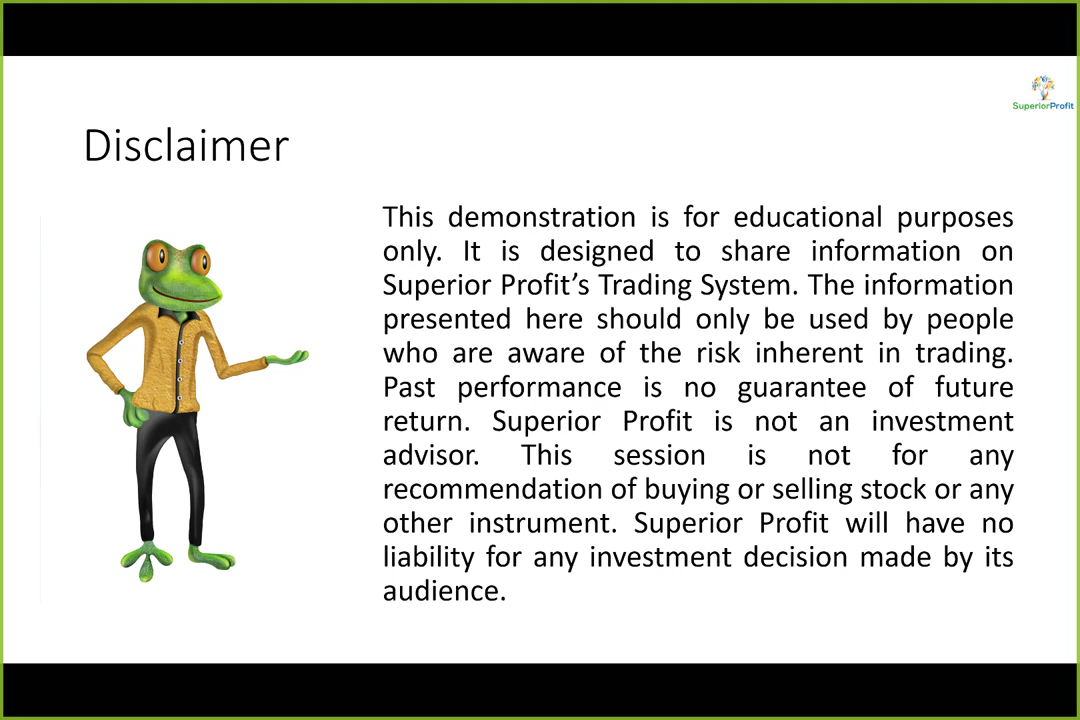 SuperiorProfit
Disclaimer
This demonstration is for educational purposes
only. It is designed to share information on
Superior Profit’s Trading System. The information
presented here should only be used by people
who are aware of the risk inherent in trading.
Past performance is no guarantee of future
return. Superior Profit is not an investment
advisor. This session is not for any
recommendation of buying or selling stock or any
other instrument. Superior Profit will have no
liability for any investment decision made by its
audience.